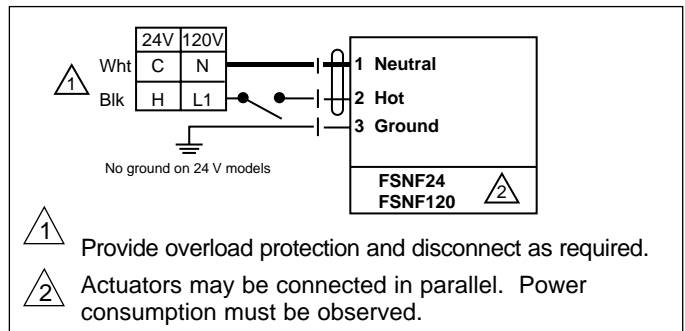 24V 120V
Wht C N 1 Neutral
1
Blk H L1 2 Hot
3 Ground
No ground on 24 V models
FSNF24
FSNF120
2
1
Provide overload protection and disconnect as required.
2
Actuators may be connected in parallel. Power
consumption must be observed.